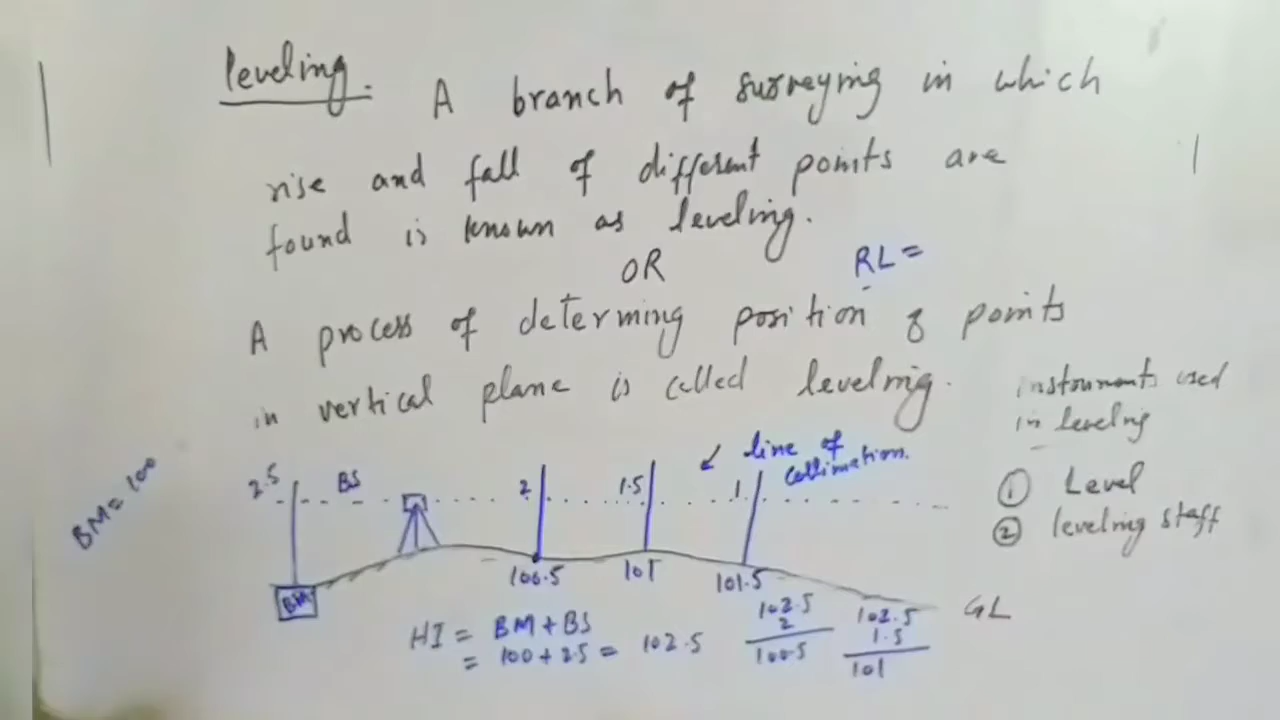 leveling. A branch of surveying in which
rise and fall of different points are
found is known as leveling.
OR
RL =
A process of determing position of points
in vertical plane is called leveling.
instruments used
in leveling
① Level
② leveling staff
BM = 100
2.5 BS 2 1.5 1
line of
collimation.
BM
100.5 101 101.5
GL
HI = BM + BS
= 100 + 2.5 = 102.5
102.5
2
100.5
102.5
1.5
101